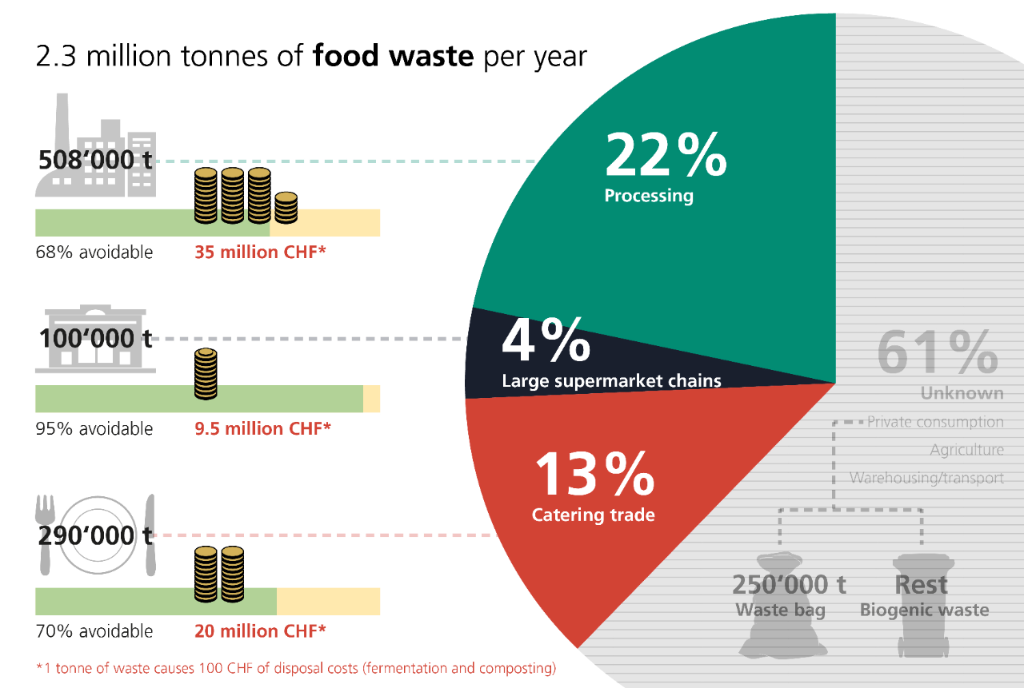 2.3 million tonnes of food waste per year
508‘000 t
68% avoidable
35 million CHF*
100‘000 t
95% avoidable
9.5 million CHF*
290‘000 t
70% avoidable
20 million CHF*
*1 tonne of waste causes 100 CHF of disposal costs (fermentation and composting)
22%
Processing
4%
Large supermarket chains
13%
Catering trade
61%
Unknown
Private consumption
Agriculture
Warehousing/transport
250‘000 t
Waste bag
Rest
Biogenic waste